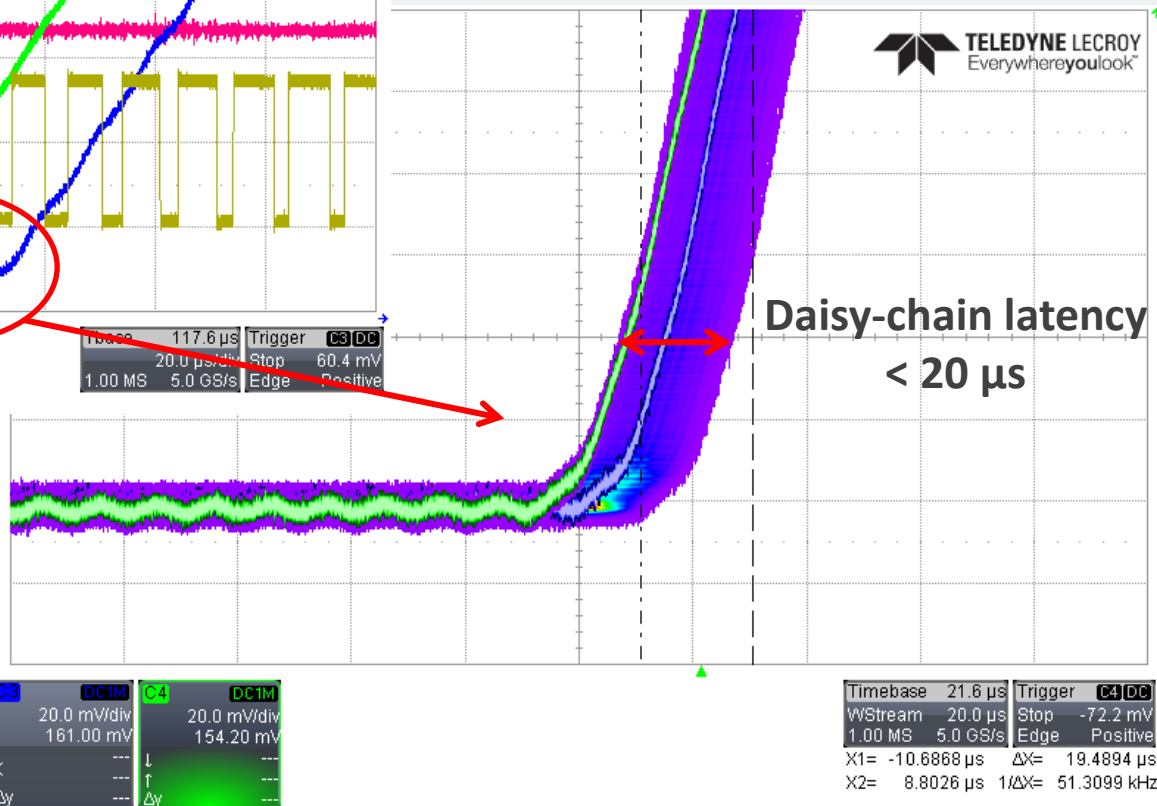 TELEDYNE LECROY
Everywhereyoulook™
Daisy-chain latency
< 20 µs
117.6 µs Trigger C3 DC
20.0 µs/div Stop 60.4 mV
1.00 MS 5.0 GS/s Edge Positive
C3 DC1M C4 DC1M
20.0 mV/div 20.0 mV/div
161.00 mV 154.20 mV
--- ↓ ---
--- ↑ ---
Δy --- Δy ---
Timebase 21.6 µs Trigger C4 DC
WStream 20.0 µs Stop -72.2 mV
1.00 MS 5.0 GS/s Edge Positive
X1= -10.6868 µs ΔX= 19.4894 µs
X2= 8.8026 µs 1/ΔX= 51.3099 kHz